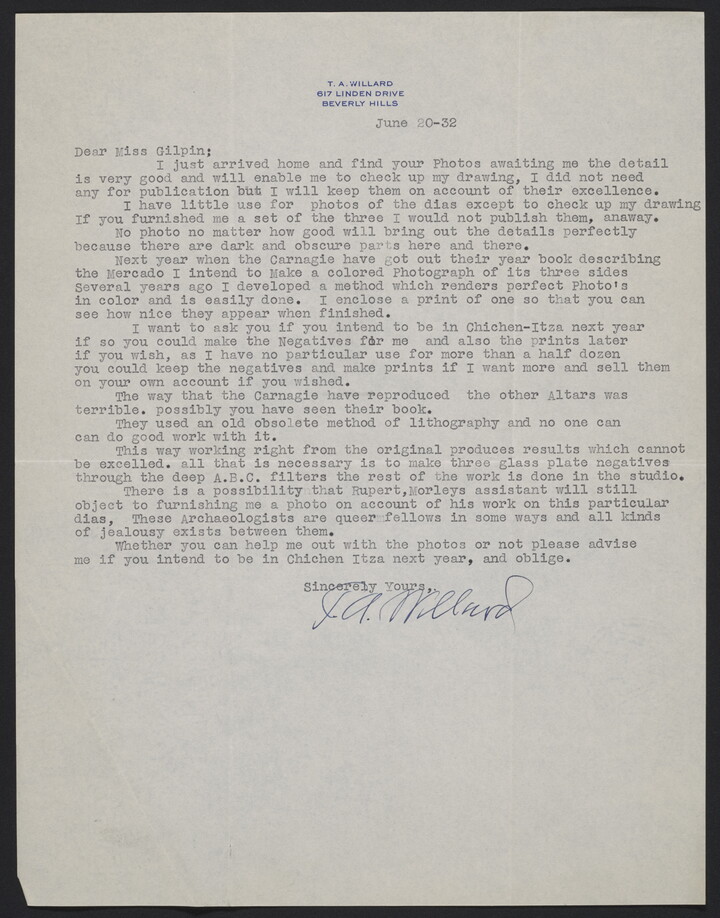 T. A. WILLARD
617 LINDEN DRIVE
BEVERLY HILLS
June 20-32
Dear Miss Gilpin;
I just arrived home and find your Photos awaiting me the detail
is very good and will enable me to check up my drawing, I did not need
any for publication but I will keep them on account of their excellence.
I have little use for photos of the dias except to check up my drawing
If you furnished me a set of the three I would not publish them, anaway.
No photo no matter how good will bring out the details perfectly
because there are dark and obscure parts here and there.
Next year when the Carnagie have got out their year book describing
the Mercado I intend to Make a colored Photograph of its three sides
Several years ago I developed a method which renders perfect Photo's
in color and is easily done. I enclose a print of one so that you can
see how nice they appear when finished.
I want to ask you if you intend to be in Chichen-Itza next year
if so you could make the Negatives for me and also the prints later
if you wish, as I have no particular use for more than a half dozen
you could keep the negatives and make prints if I want more and sell them
on your own account if you wished.
The way that the Carnagie have reproduced the other Altars was
terrible. possibly you have seen their book.
They used an old obsolete method of lithography and no one can
can do good work with it.
This way working right from the original produces results which cannot
be excelled. all that is necessary is to make three glass plate negatives
through the deep A.B.C. filters the rest of the work is done in the studio.
There is a possibility that Rupert,Morleys assistant will still
object to furnishing me a photo on account of his work on this particular
dias, These Archaeologists are queer fellows in some ways and all kinds
of jealousy exists between them.
Whether you can help me out with the photos or not please advise
me if you intend to be in Chichen Itza next year, and oblige.
Sincerely Yours,
T. A. Willard